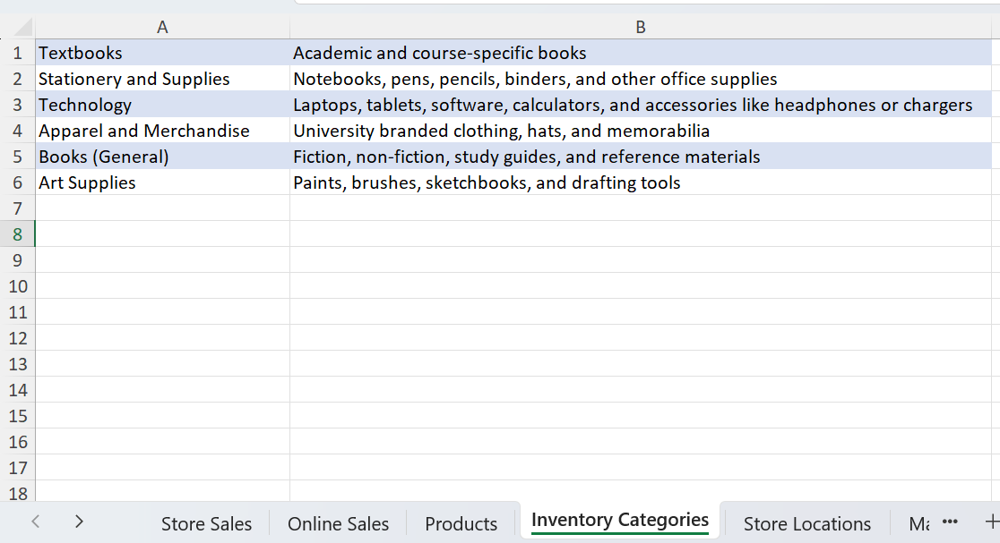 A B
1 Textbooks Academic and course-specific books
2 Stationery and Supplies Notebooks, pens, pencils, binders, and other office supplies
3 Technology Laptops, tablets, software, calculators, and accessories like headphones or chargers
4 Apparel and Merchandise University branded clothing, hats, and memorabilia
5 Books (General) Fiction, non-fiction, study guides, and reference materials
6 Art Supplies Paints, brushes, sketchbooks, and drafting tools
7
8
9
10
11
12
13
14
15
16
17
18
Store Sales Online Sales Products Inventory Categories Store Locations